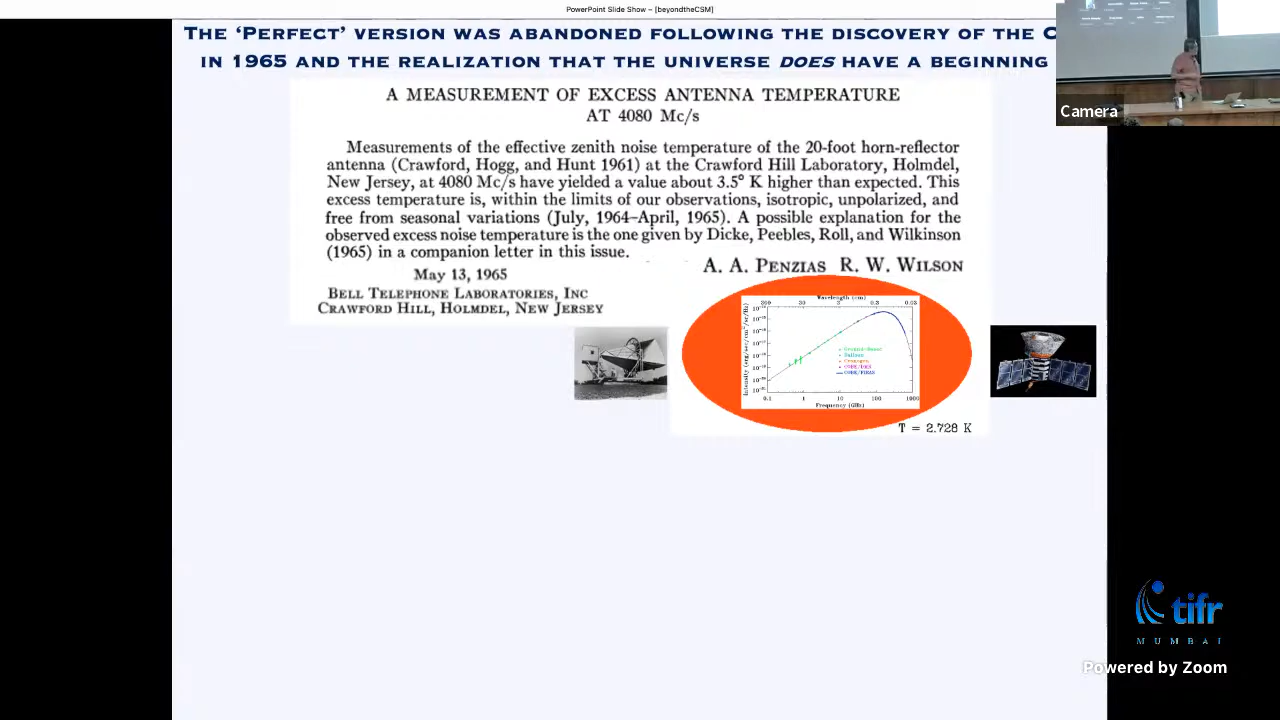 PowerPoint Slide Show – [beyondtheCSM]
THE ‘PERFECT’ VERSION WAS ABANDONED FOLLOWING THE DISCOVERY OF THE C
IN 1965 AND THE REALIZATION THAT THE UNIVERSE DOES HAVE A BEGINNING
Camera
A MEASUREMENT OF EXCESS ANTENNA TEMPERATURE
AT 4080 Mc/s
Measurements of the effective zenith noise temperature of the 20-foot horn-reflector
antenna (Crawford, Hogg, and Hunt 1961) at the Crawford Hill Laboratory, Holmdel,
New Jersey, at 4080 Mc/s have yielded a value about 3.5° K higher than expected. This
excess temperature is, within the limits of our observations, isotropic, unpolarized, and
free from seasonal variations (July, 1964–April, 1965). A possible explanation for the
observed excess noise temperature is the one given by Dicke, Peebles, Roll, and Wilkinson
(1965) in a companion letter in this issue.
A. A. PENZIAS R. W. WILSON
May 13, 1965
BELL TELEPHONE LABORATORIES, INC
CRAWFORD HILL, HOLMDEL, NEW JERSEY
Wavelength (cm)
Ground-based
Balloon
Cyanogen
Frequency (GHz)
T = 2.728 K
tifr
MUMBAI
Powered by Zoom